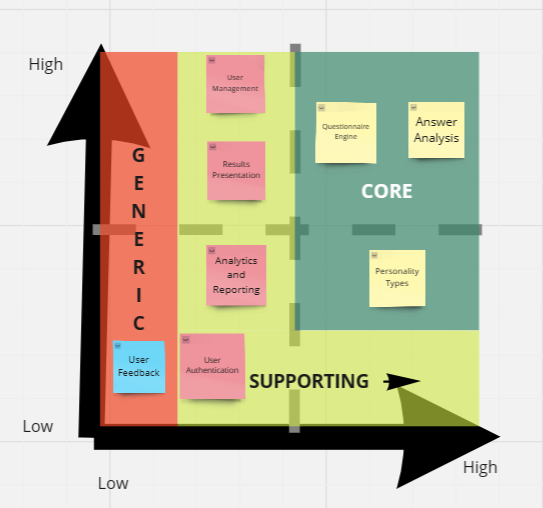 High
User
Management
Questionnaire
Engine
Answer
Analysis
G
E
N
E
R
I
C
Results
Presentation
CORE
Analytics
and
Reporting
Personality
Types
User
Feedback
User
Authentication
SUPPORTING
Low
Low
High